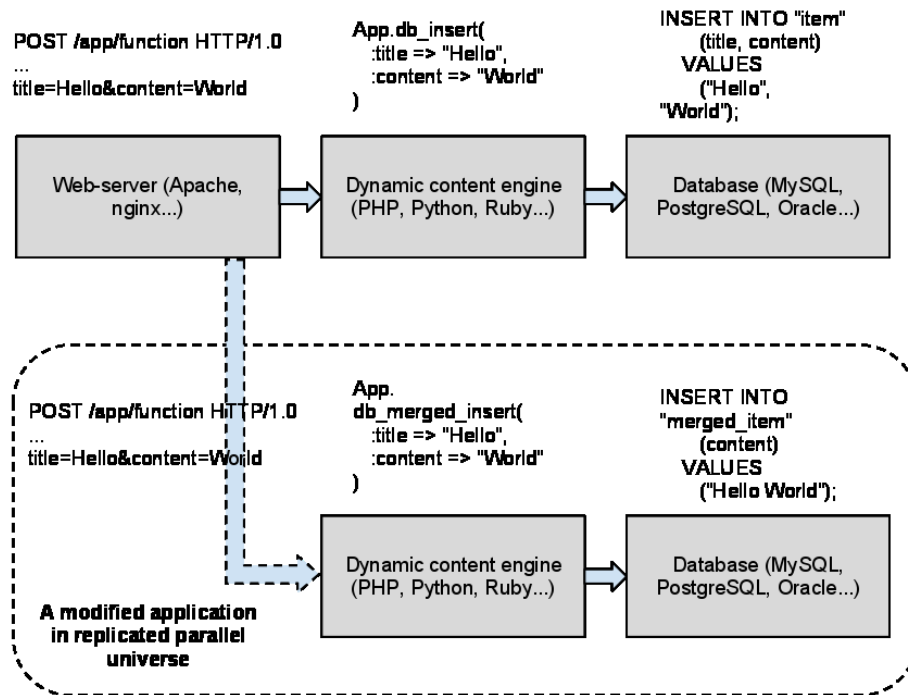 POST /app/function HTTP/1.0
...
title=Hello&content=World
App.db_insert(
:title => "Hello",
:content => "World"
)
INSERT INTO "item"
(title, content)
VALUES
("Hello",
"World");
Web-server (Apache,
nginx...)
Dynamic content engine
(PHP, Python, Ruby...)
Database (MySQL,
PostgreSQL, Oracle...)
POST /app/function HTTP/1.0
...
title=Hello&content=World
App.
db_merged_insert(
:title => "Hello",
:content => "World"
)
INSERT INTO
"merged_item"
(content)
VALUES
("Hello World");
Dynamic content engine
(PHP, Python, Ruby...)
Database (MySQL,
PostgreSQL, Oracle...)
A modified application
in replicated parallel
universe